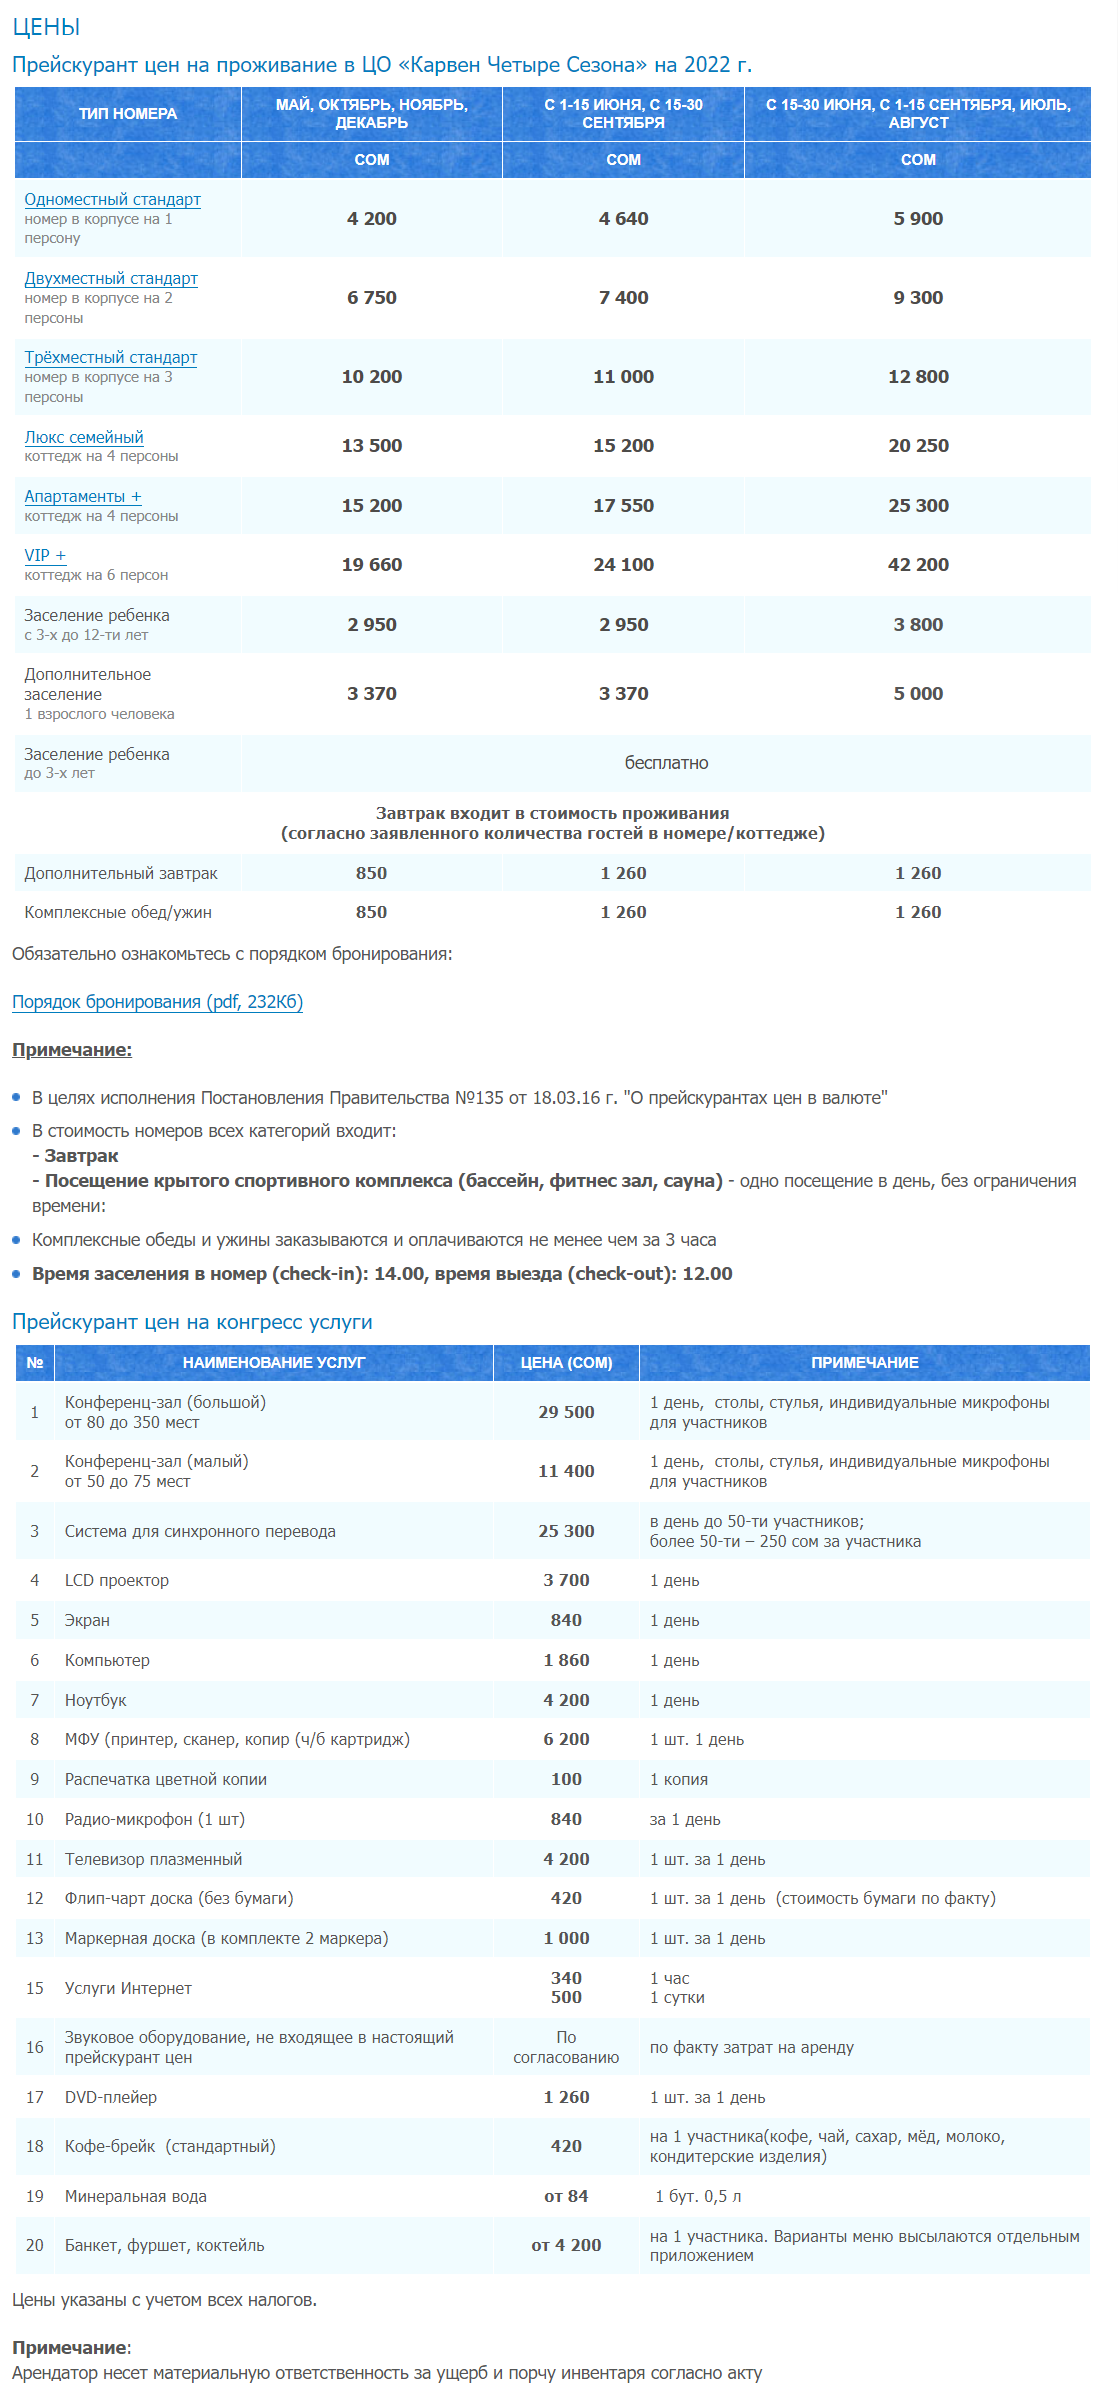 ЦЕНЫ
Прейскурант цен на проживание в ЦО «Карвен Четыре Сезона» на 2022 г.
ТИП НОМЕРА
МАЙ, ОКТЯБРЬ, НОЯБРЬ,
ДЕКАБРЬ
С 1-15 ИЮНЯ, С 15-30
СЕНТЯБРЯ
С 15-30 ИЮНЯ, С 1-15 СЕНТЯБРЯ, ИЮЛЬ,
АВГУСТ
СОМ
СОМ
СОМ
Одноместный стандарт
номер в корпусе на 1
персону
4 200
4 640
5 900
Двухместный стандарт
номер в корпусе на 2
персоны
6 750
7 400
9 300
Трёхместный стандарт
номер в корпусе на 3
персоны
10 200
11 000
12 800
Люкс семейный
коттедж на 4 персоны
13 500
15 200
20 250
Апартаменты +
коттедж на 4 персоны
15 200
17 550
25 300
VIP +
коттедж на 6 персон
19 660
24 100
42 200
Заселение ребенка
с 3-х до 12-ти лет
2 950
2 950
3 800
Дополнительное
заселение
1 взрослого человека
3 370
3 370
5 000
Заселение ребенка
до 3-х лет
бесплатно
Завтрак входит в стоимость проживания
(согласно заявленного количества гостей в номере/коттедже)
Дополнительный завтрак
850
1 260
1 260
Комплексные обед/ужин
850
1 260
1 260
Обязательно ознакомьтесь с порядком бронирования:
Порядок бронирования (pdf, 232Кб)
Примечание:
В целях исполнения Постановления Правительства №135 от 18.03.16 г. "О прейскурантах цен в валюте"
В стоимость номеров всех категорий входит:
- Завтрак
- Посещение крытого спортивного комплекса (бассейн, фитнес зал, сауна) - одно посещение в день, без ограничения
времени:
Комплексные обеды и ужины заказываются и оплачиваются не менее чем за 3 часа
Время заселения в номер (check-in): 14.00, время выезда (check-out): 12.00
Прейскурант цен на конгресс услуги
№
НАИМЕНОВАНИЕ УСЛУГ
ЦЕНА (СОМ)
ПРИМЕЧАНИЕ
1
Конференц-зал (большой)
от 80 до 350 мест
29 500
1 день,  столы, стулья, индивидуальные микрофоны
для участников
2
Конференц-зал (малый)
от 50 до 75 мест
11 400
1 день,  столы, стулья, индивидуальные микрофоны
для участников
3
Система для синхронного перевода
25 300
в день до 50-ти участников;
более 50-ти – 250 сом за участника
4
LCD проектор
3 700
1 день
5
Экран
840
1 день
6
Компьютер
1 860
1 день
7
Ноутбук
4 200
1 день
8
МФУ (принтер, сканер, копир (ч/б картридж)
6 200
1 шт. 1 день
9
Распечатка цветной копии
100
1 копия
10
Радио-микрофон (1 шт)
840
за 1 день
11
Телевизор плазменный
4 200
1 шт. за 1 день
12
Флип-чарт доска (без бумаги)
420
1 шт. за 1 день  (стоимость бумаги по факту)
13
Маркерная доска (в комплекте 2 маркера)
1 000
1 шт. за 1 день
15
Услуги Интернет
340
500
1 час
1 сутки
16
Звуковое оборудование, не входящее в настоящий
прейскурант цен
По
согласованию
по факту затрат на аренду
17
DVD-плейер
1 260
1 шт. за 1 день
18
Кофе-брейк  (стандартный)
420
на 1 участника(кофе, чай, сахар, мёд, молоко,
кондитерские изделия)
19
Минеральная вода
от 84
1 бут. 0,5 л
20
Банкет, фуршет, коктейль
от 4 200
на 1 участника. Варианты меню высылаются отдельным
приложением
Цены указаны с учетом всех налогов.
Примечание:
Арендатор несет материальную ответственность за ущерб и порчу инвентаря согласно акту